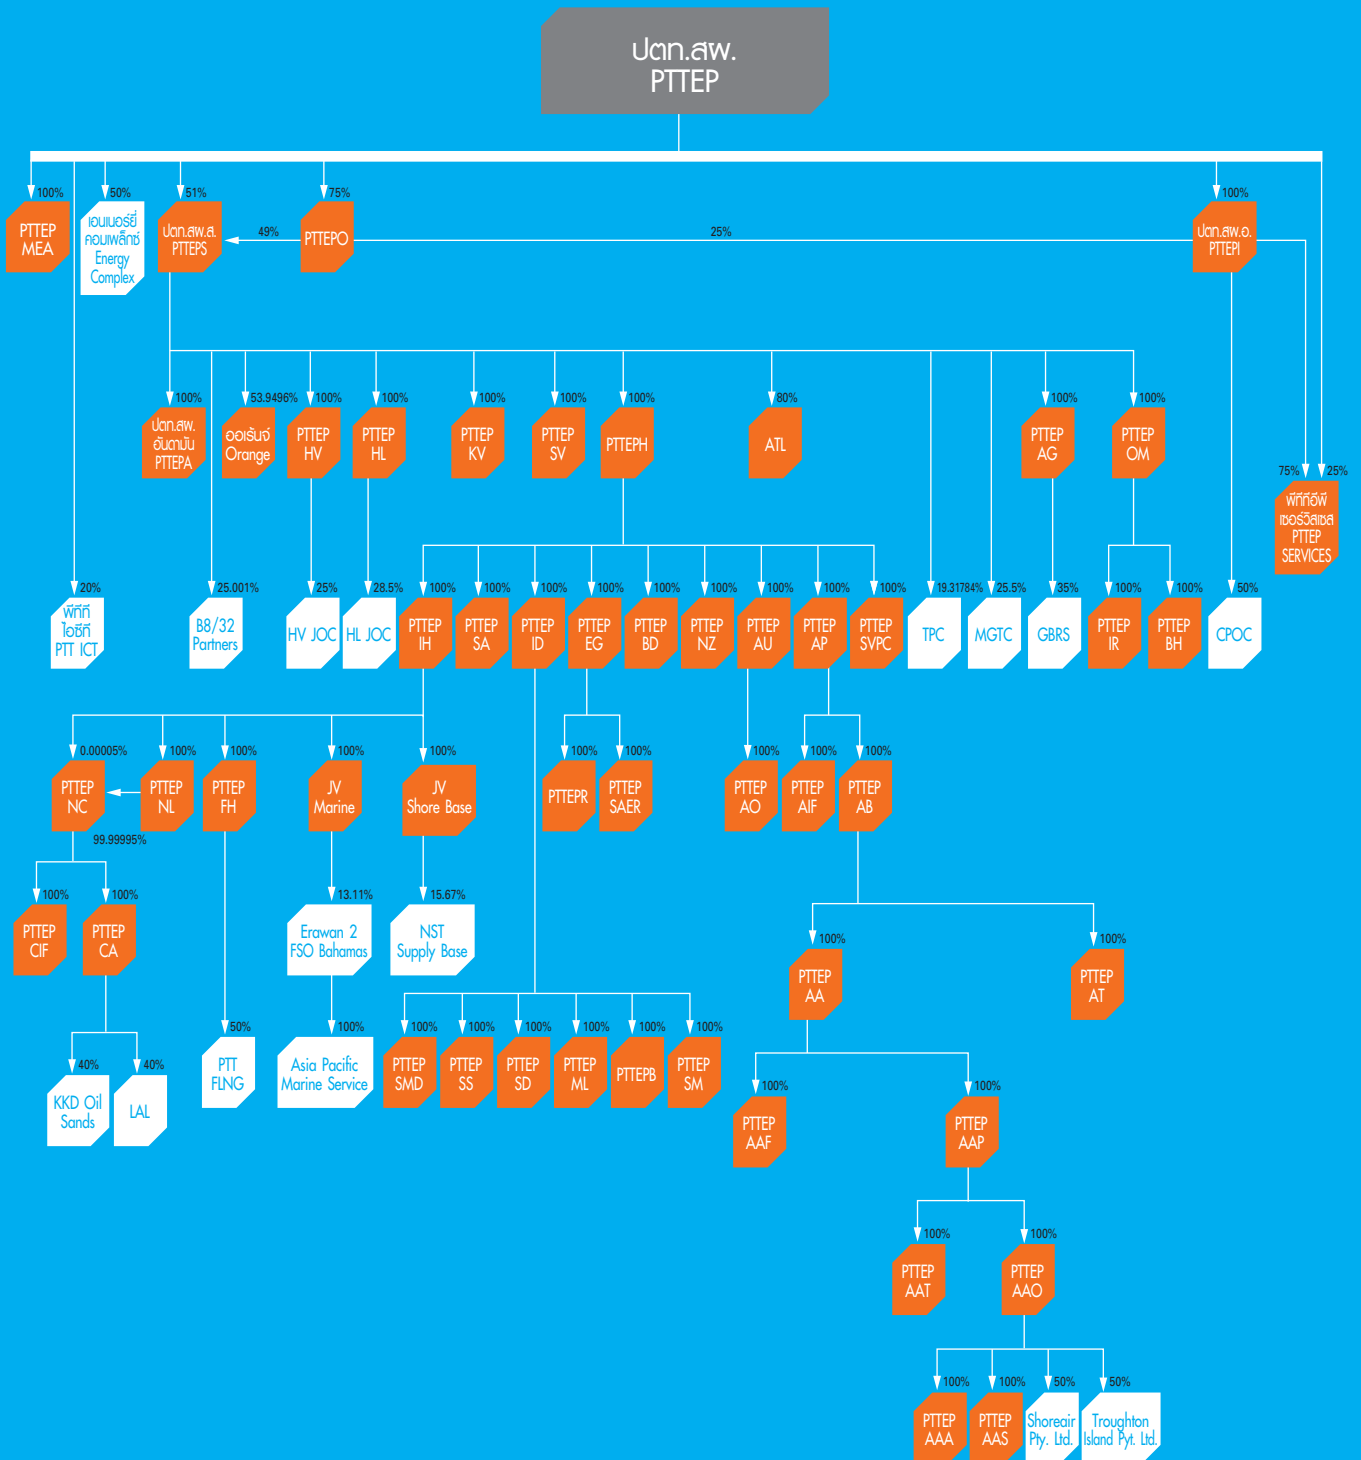 ปตท.สผ.
PTTEP
100%
50%
51%
75%
100%
PTTEP
MEA
เอนเนอร์ยี่
คอมเพล็กซ์
Energy
Complex
ปตท.สผ.ส.
PTTEPS
49%
PTTEPO
25%
ปตท.สผ.อ.
PTTEPI
100%
53.9496%
100%
100%
100%
100%
100%
80%
100%
100%
ปตท.สผ.
อันดามัน
PTTEPA
ออเร้นจ์
Orange
PTTEP
HV
PTTEP
HL
PTTEP
KV
PTTEP
SV
PTTEPH
ATL
PTTEP
AG
PTTEP
OM
75%
25%
พีทีทีอีพี
เซอร์วิสเซส
PTTEP
SERVICES
20%
25.001%
25%
28.5%
100%
100%
100%
100%
100%
100%
100%
100%
100%
19.31784%
25.5%
35%
100%
100%
50%
พีทีที
ไอซีที
PTT ICT
B8/32
Partners
HV JOC
HL JOC
PTTEP
IH
PTTEP
SA
PTTEP
ID
PTTEP
EG
PTTEP
BD
PTTEP
NZ
PTTEP
AU
PTTEP
AP
PTTEP
SVPC
TPC
MGTC
GBRS
PTTEP
IR
PTTEP
BH
CPOC
0.00005%
100%
100%
100%
100%
100%
100%
100%
100%
100%
PTTEP
NC
PTTEP
NL
PTTEP
FH
JV
Marine
JV
Shore Base
PTTEPR
PTTEP
SAER
PTTEP
AO
PTTEP
AIF
PTTEP
AB
99.99995%
100%
100%
13.11%
15.67%
PTTEP
CIF
PTTEP
CA
Erawan 2
FSO Bahamas
NST
Supply Base
100%
100%
PTTEP
AA
PTTEP
AT
40%
40%
50%
100%
100%
100%
100%
100%
100%
100%
KKD Oil
Sands
LAL
PTT
FLNG
Asia Pacific
Marine Service
PTTEP
SMD
PTTEP
SS
PTTEP
SD
PTTEP
ML
PTTEPB
PTTEP
SM
100%
100%
PTTEP
AAF
PTTEP
AAP
100%
100%
PTTEP
AAT
PTTEP
AAO
100%
100%
50%
50%
PTTEP
AAA
PTTEP
AAS
Shoreair
Pty. Ltd.
Troughton
Island Pyt. Ltd.